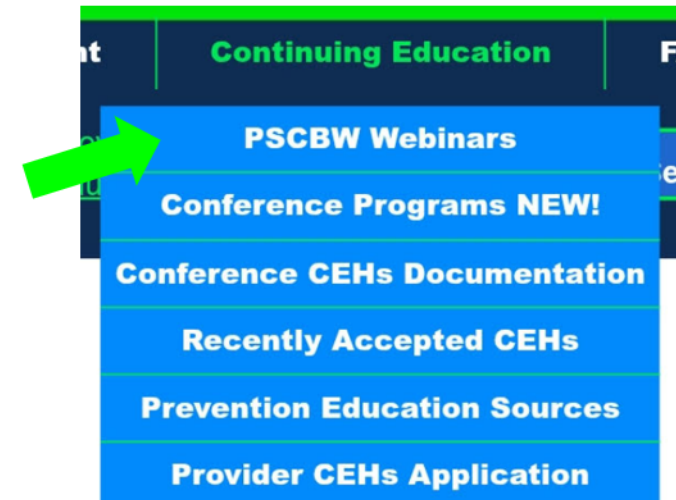 Continuing Education
PSCBW Webinars
Conference Programs NEW!
Conference CEHs Documentation
Recently Accepted CEHs
Prevention Education Sources
Provider CEHs Application